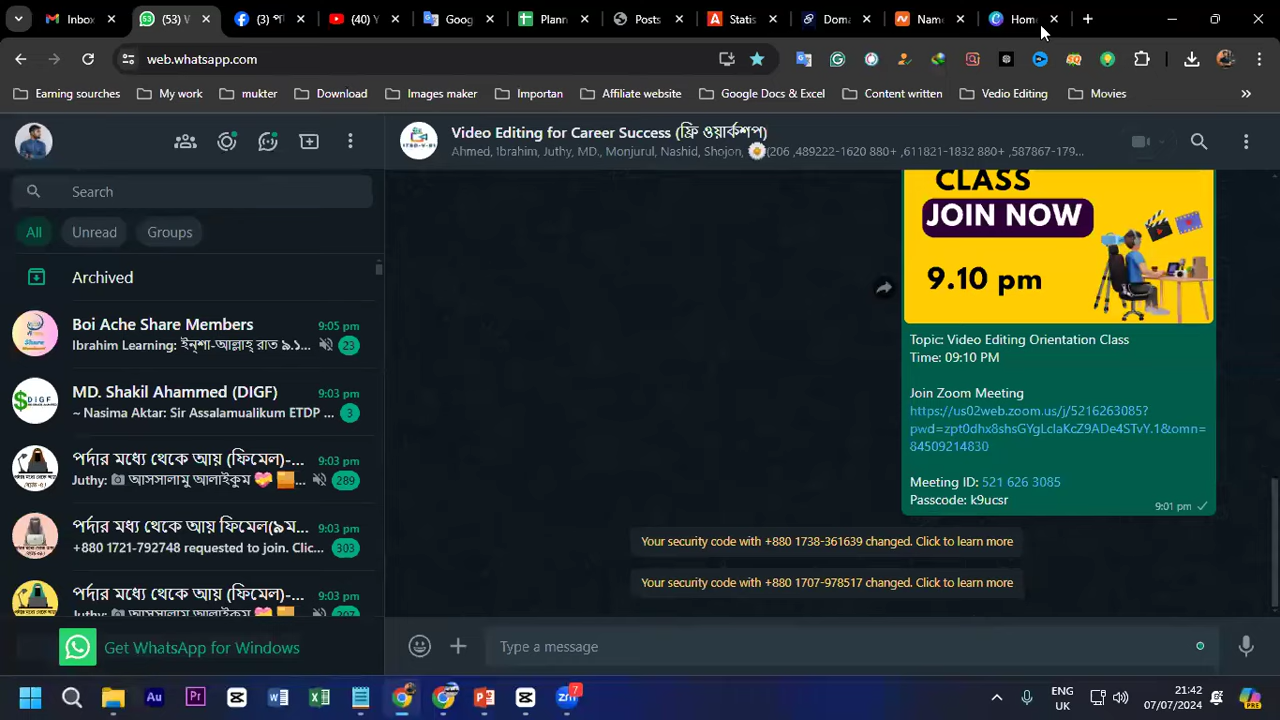 Inbox
(53) W
(3) প
(40) Y
Goog
Plann
Posts
Statis
Doma
Name
Home
web.whatsapp.com
Earning sources
My work
mukter
Download
Images maker
Importan
Affiliate website
Google Docs & Excel
Content written
Vedio Editing
Movies
Search
All
Unread
Groups
Archived
Boi Ache Share Members
9:05 pm
Ibrahim Learning: ইনশা-আল্লাহ রাত ৯.১...
23
MD. Shakil Ahammed (DIGF)
9:03 pm
~ Nasima Aktar: Sir Assalamualikum ETDP ...
3
পর্দার মধ্যে থেকে আয় (ফিমেল)-...
9:03 pm
Juthy: আসসালামু আলাইকুম 💝 ...
289
পর্দার মধ্য থেকে আয় ফিমেল(৯ম...
9:03 pm
+880 1721-792748 requested to join. Clic...
303
পর্দার মধ্যে থেকে আয় (ফিমেল)-...
9:03 pm
Get WhatsApp for Windows
Video Editing for Career Success (ফ্রি ওয়ার্কশপ)
Ahmed, Ibrahim, Juthy, MD., Monjurul, Nashid, Shojon, 🌼(206 ,489222-1620 880+ ,611821-1832 880+ ,587867-179...
CLASS
JOIN NOW
9.10 pm
Topic: Video Editing Orientation Class
Time: 09:10 PM
Join Zoom Meeting
https://us02web.zoom.us/j/5216263085?
pwd=zpt0dhx8shsGYgLclaKcZ9ADe4STvY.1&omn=
84509214830
Meeting ID: 521 626 3085
Passcode: k9ucsr
9:01 pm
Your security code with +880 1738-361639 changed. Click to learn more
Your security code with +880 1707-978517 changed. Click to learn more
Type a message
ENG
UK
21:42
07/07/2024